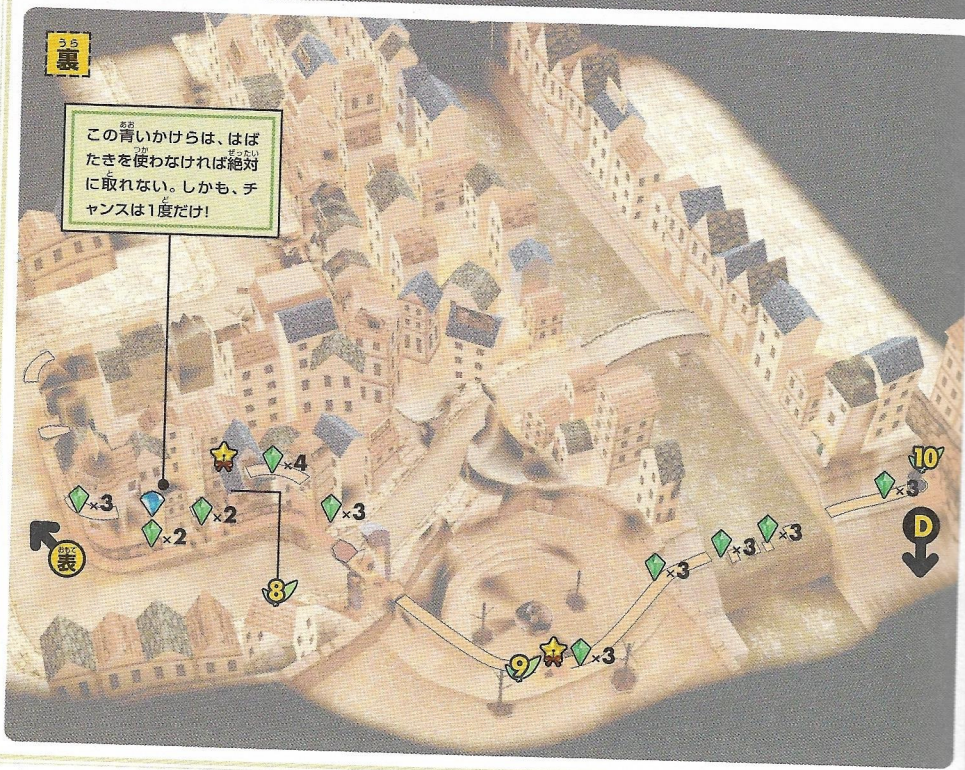 うら
裏
この青いかけらは、はば
たきを使わなければ絶対
に取れない。しかも、チ
ャンスは1度だけ!
×4
×3
×2
×2
×3
表
8
×3
×3
×3
9
×3
×3
10
D